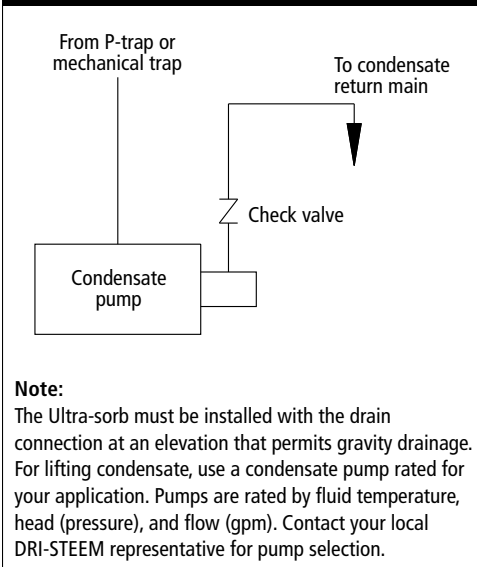 From P-trap or
mechanical trap
To condensate
return main
Check valve
Condensate
pump
Note:
The Ultra-sorb must be installed with the drain
connection at an elevation that permits gravity drainage.
For lifting condensate, use a condensate pump rated for
your application. Pumps are rated by fluid temperature,
head (pressure), and flow (gpm). Contact your local
DRI-STEEM representative for pump selection.